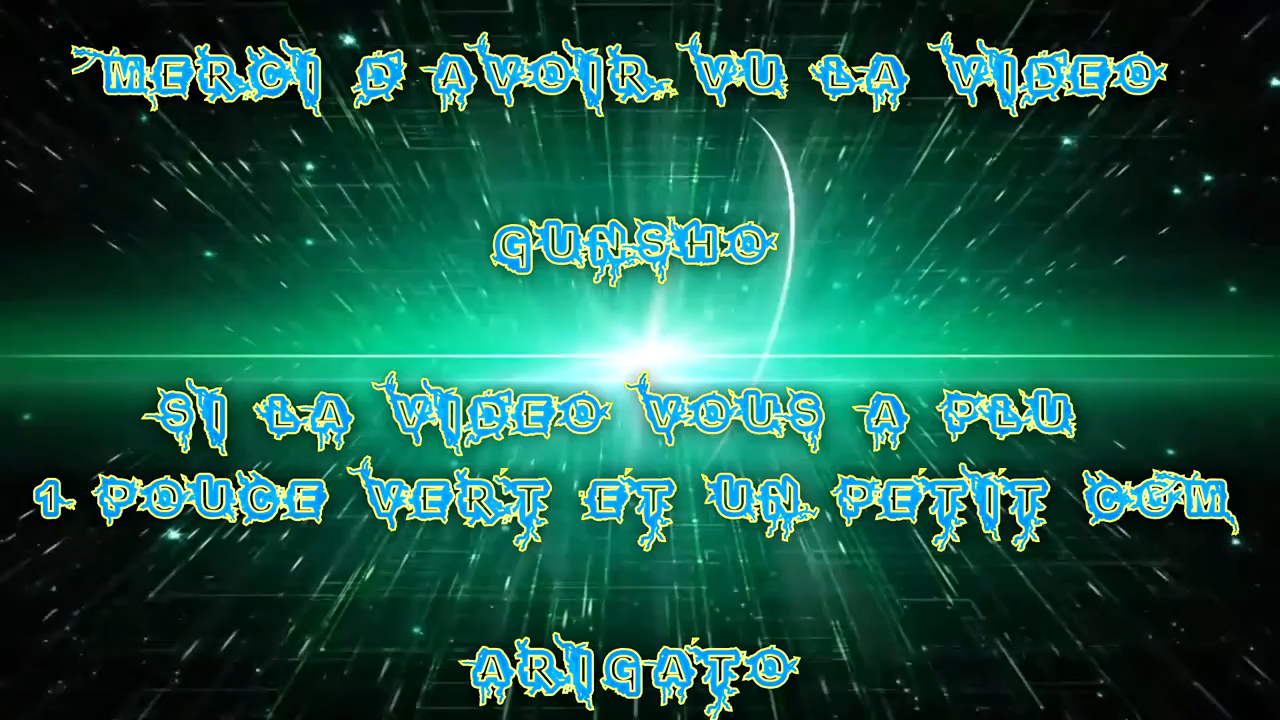 MERCI D AVOIR VU LA VIDEO
GUNSHO
SI LA VIDEO VOUS A PLU
1 POUCE VERT ET UN PETIT COM
ARIGATO